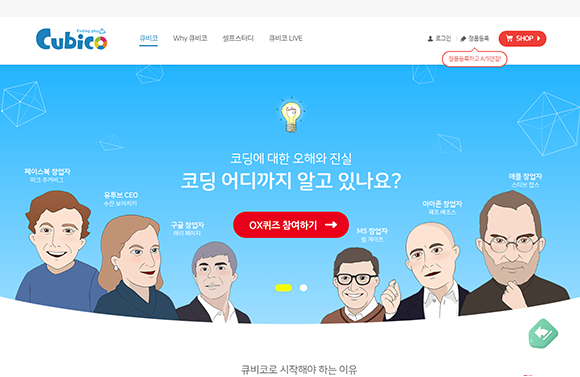 Coding plus
Cubico
큐비코
Why 큐비코
셀프스터디
큐비코 LIVE
로그인
정품등록
SHOP
정품등록하고 A/S연장!
코딩에 대한 오해와 진실
코딩 어디까지 알고 있나요?
OX퀴즈 참여하기
페이스북 창업자
마크 주커버그
유투브 CEO
수잔 보이치키
구글 창업자
래리 페이지
MS 창업자
빌 게이츠
아마존 창업자
제프 베조스
애플 창업자
스티브 잡스
큐비코로 시작해야 하는 이유